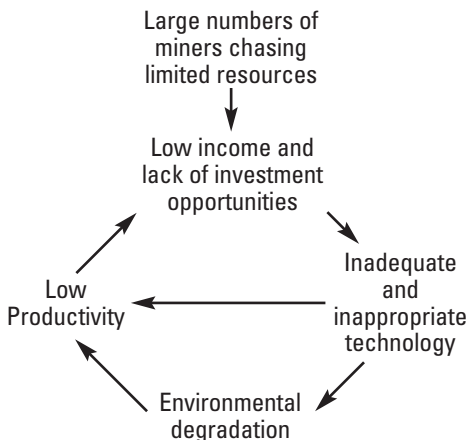 Large numbers of
miners chasing
limited resources
Low income and
lack of investment
opportunities
Inadequate
and
inappropriate
technology
Low
Productivity
Environmental
degradation